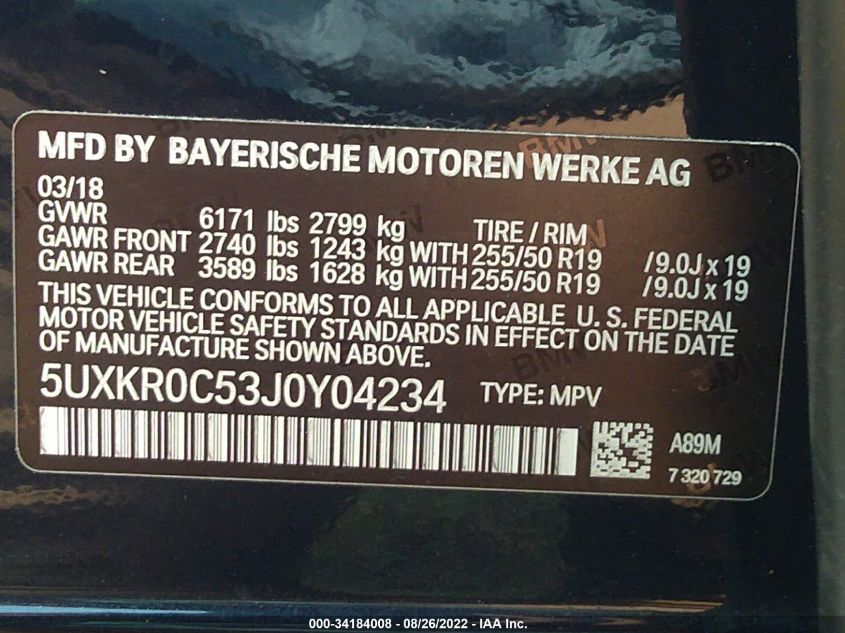 MFD BY BAYERISCHE MOTOREN WERKE AG
03/18
GVWR 6171 lbs 2799 kg TIRE / RIM
GAWR FRONT 2740 lbs 1243 kg WITH 255/50 R19 /9.0J x 19
GAWR REAR 3589 lbs 1628 kg WITH 255/50 R19 /9.0J x 19
THIS VEHICLE CONFORMS TO ALL APPLICABLE U. S. FEDERAL
MOTOR VEHICLE SAFETY STANDARDS IN EFFECT ON THE DATE
OF MANUFACTURE SHOWN ABOVE.
5UXKR0C53J0Y04234 TYPE: MPV
A89M
7 320 729
000-34184008 - 08/26/2022 - IAA Inc.